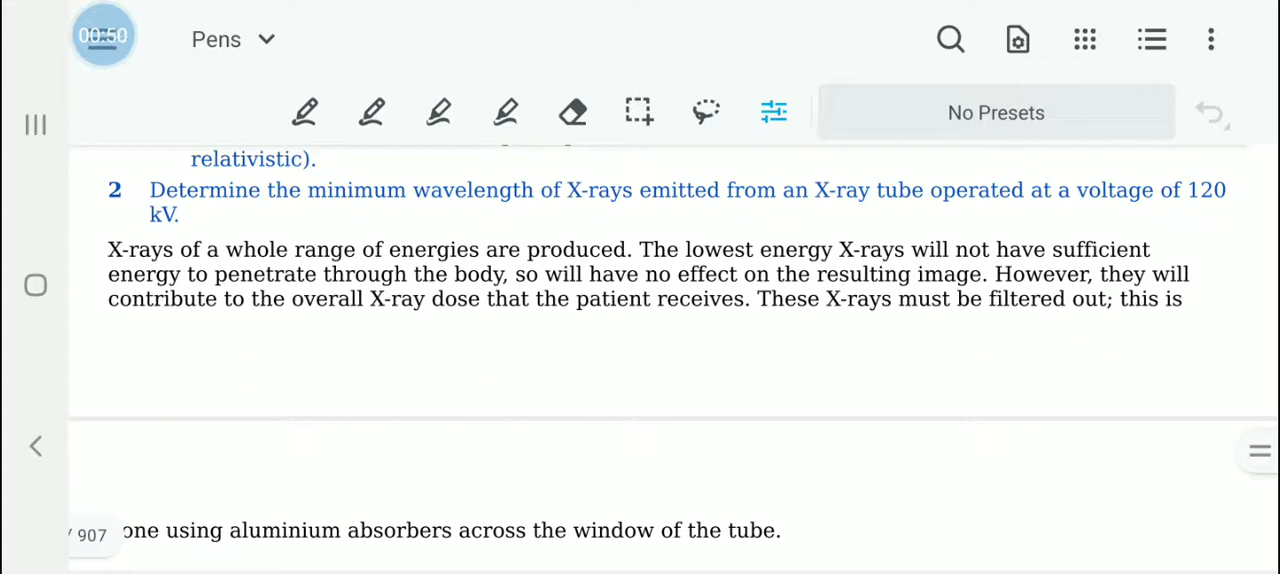 00:50
Pens
No Presets
relativistic).
2 Determine the minimum wavelength of X-rays emitted from an X-ray tube operated at a voltage of 120
kV.
X-rays of a whole range of energies are produced. The lowest energy X-rays will not have sufficient
energy to penetrate through the body, so will have no effect on the resulting image. However, they will
contribute to the overall X-ray dose that the patient receives. These X-rays must be filtered out; this is
/ 907
one using aluminium absorbers across the window of the tube.